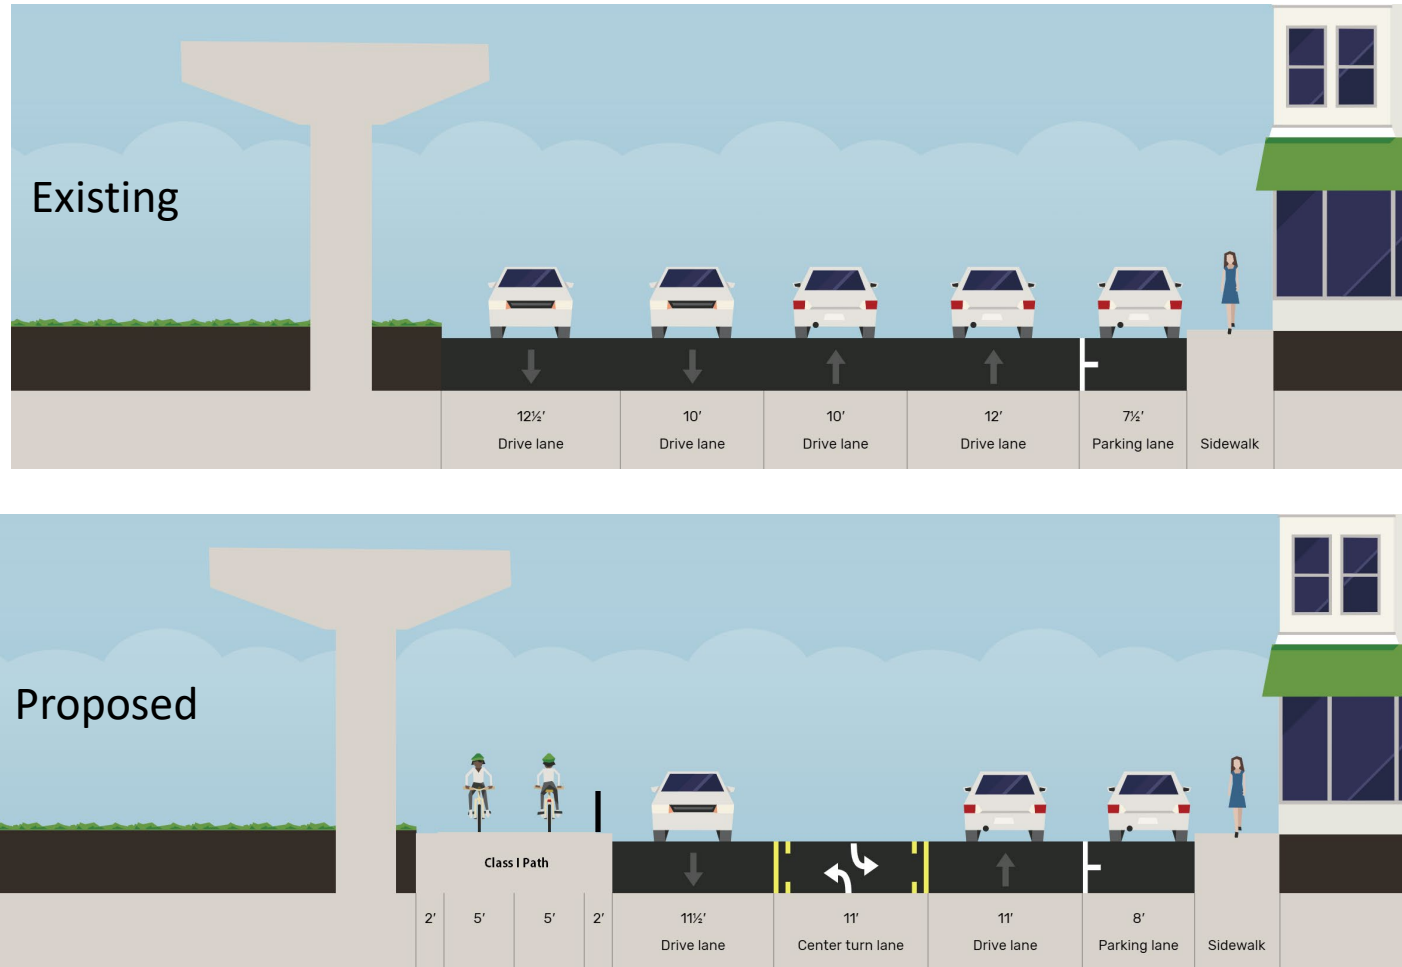 Existing
12½’ 10’ 10’ 12’ 7½’
Drive lane Drive lane Drive lane Drive lane Parking lane Sidewalk
Proposed
Class I Path
2’ 5’ 5’ 2’ 11½’ 11’ 11’ 8’
Drive lane Center turn lane Drive lane Parking lane Sidewalk